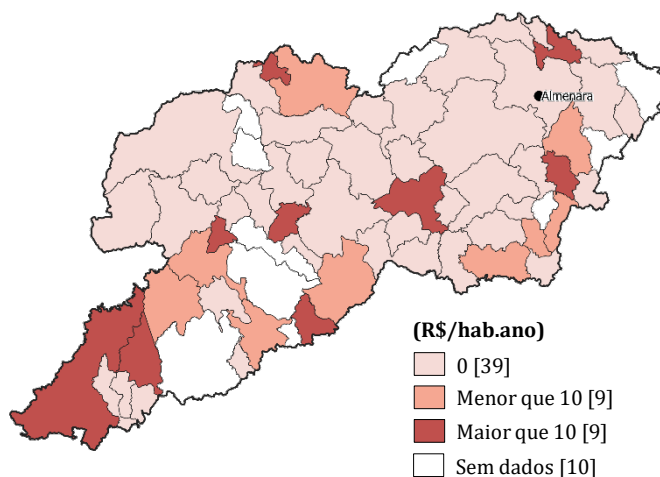 Almenara
(R$/hab.ano)
0 [39]
Menor que 10 [9]
Maior que 10 [9]
Sem dados [10]